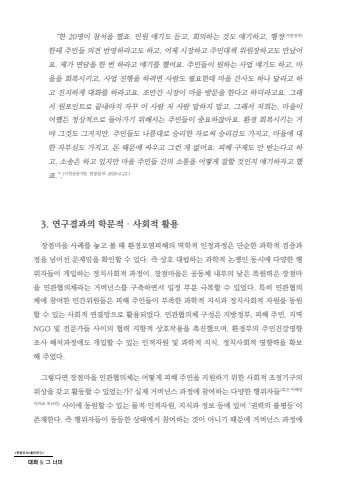 "한 20명이 참석을 했죠. 민원 얘기도 듣고, 회의하는 것도 얘기하고, 행정(지방정부)
한테 주민들 의견 반영하라고도 하고, 어제 시장하고 주민대책 위원장하고도 만났어
요. 제가 면담을 한 번 하라고 얘기를 했어요. 주민들이 원하는 사업 얘기도 하고, 마
을을 회복시키고, 사업 진행을 하려면 사람도 필요한데 마을 간사도 하나 달라고 하
고 진지하게 대화를 하라고요. 조만간 시장이 마을 방문을 한다고 하더라고요. 그래
서 원포인트로 끝내야지 자꾸 이 사람 저 사람 말하지 말고, 그래서 저희는, 마을이
어쨌든 정상적으로 돌아가기 위해서는 주민들이 중요하잖아요. 환경 회복시키는 거
야 그것도 그거지만. 주민들도 나름대로 승리한 자로써 승리감도 가지고, 마을에 대
한 자부심도 가지고. 돈 때문에 싸우고 그런 게 없어요. 피해 구제도 안 받는다고 하
고, 소송은 하고 있지만 마을 주민들 간의 소통을 어떻게 잘할 것인지 얘기하자고 했
죠."
3. 연구결과의 학문적 · 사회적 활용
장점마을 사례를 놓고 볼 때 환경오염피해의 역학적 인정과정은 단순한 과학적 검증과
정을 넘어선 문제임을 확인할 수 있다. 즉 상호 대립하는 과학적 논쟁인 동시에 다양한 행
위자들이 개입하는 정치사회적 과정이. 장점마을은 공동체 내부의 낮은 복원력은 장점마
을 민관협의체라는 거버넌스를 구축하면서 일정 부분 극복할 수 있었다. 특히 민관협의
체에 참여한 민간위원들은 피해 주민들이 부족한 과학적 지식과 정치사회적 자원을 동원
할 수 있는 사회적 연결망으로 활용되었다. 민관협의체 구성은 지방정부, 피해 주민, 지역
NGO 및 전문가들 사이의 협력 지향적 상호작용을 촉진했으며, 환경부의 주민건강영향
조사 해석과정에도 개입할 수 있는 인적자원 및 과학적 지식, 정치사회적 영향력을 확보
해 주었다.
그렇다면 장점마을 민관협의체는 어떻게 피해 주민을 지원하기 위한 사회적 조정기구의
위상을 갖고 활동할 수 있었는가? 실제 거버넌스 과정에 참여하는 다양한 행위자들
사이에 동원할 수 있는 물적·인적자원, 지식과 정보 등에 있어 '권력의 불평등'이
존재한다. 즉 행위자들이 동등한 상태에서 참여하는 것이 아니기 때문에 거버넌스 과정에
대화 & 그 너머